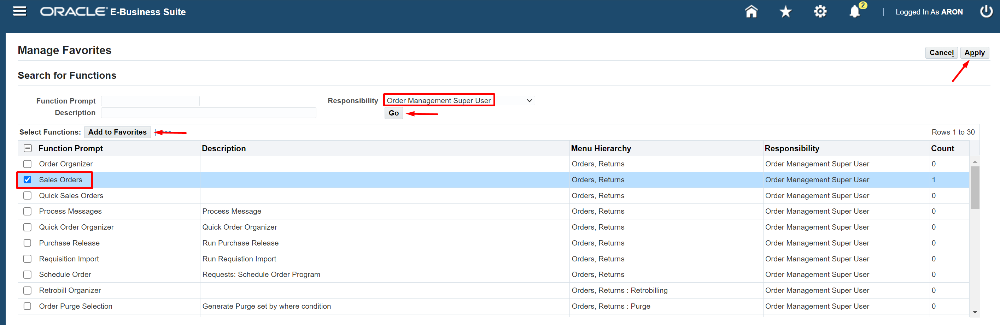 ORACLE E-Business Suite
2
Logged In As ARON
Manage Favorites
Cancel Apply
Search for Functions
Function Prompt Responsibility Order Management Super User
Description Go
Select Functions: Add to Favorites Rows 1 to 30
Function Prompt Description Menu Hierarchy Responsibility Count
Order Organizer Orders, Returns Order Management Super User 0
Sales Orders Orders, Returns Order Management Super User 1
Quick Sales Orders Orders, Returns Order Management Super User 0
Process Messages Process Message Orders, Returns Order Management Super User 0
Quick Order Organizer Quick Order Organizer Orders, Returns Order Management Super User 0
Purchase Release Run Purchase Release Orders, Returns Order Management Super User 0
Requisition Import Run Requistion Import Orders, Returns Order Management Super User 0
Schedule Order Requests: Schedule Order Program Orders, Returns Order Management Super User 0
Retrobill Organizer Orders, Returns : Retrobilling Order Management Super User 0
Order Purge Selection Generate Purge set by where condition Orders, Returns : Purge Order Management Super User 0